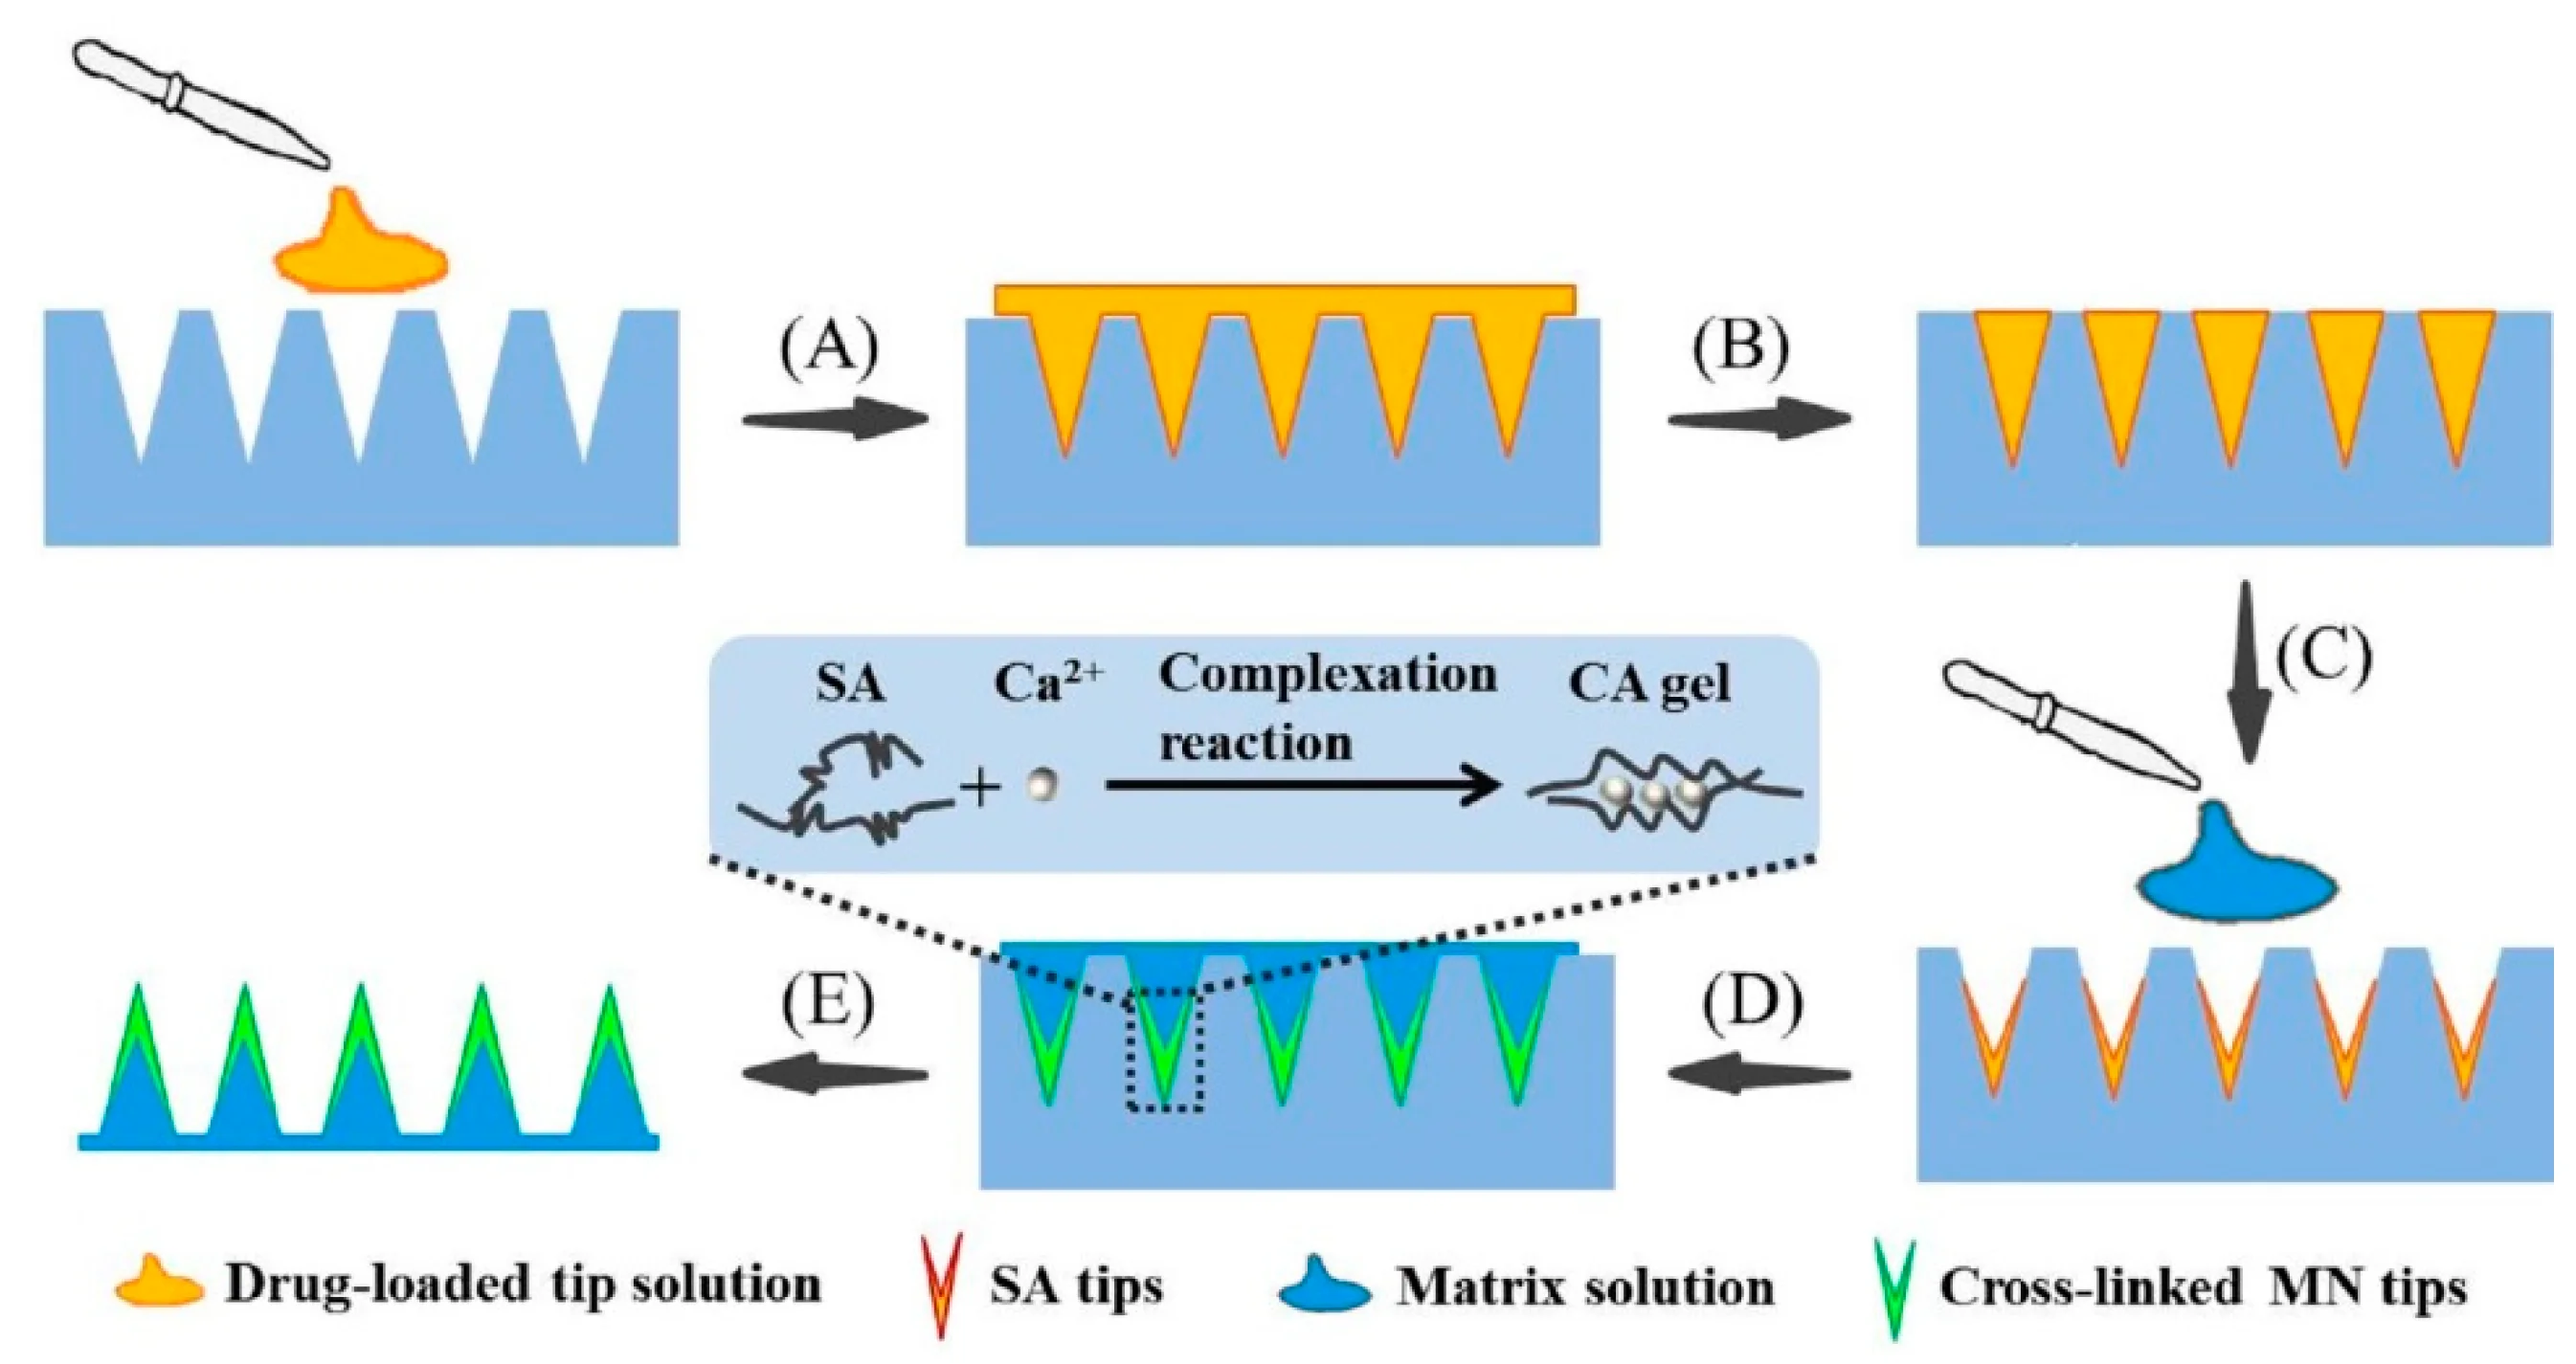 (A)
(B)
(C)
SA
Ca²⁺
Complexation
reaction
CA gel
+
(D)
(E)
Drug-loaded tip solution
SA tips
Matrix solution
Cross-linked MN tips